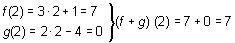 f(2) = 3 · 2 + 1 = 7
g(2) = 2 · 2 − 4 = 0
} (f + g) (2) = 7 + 0 = 7